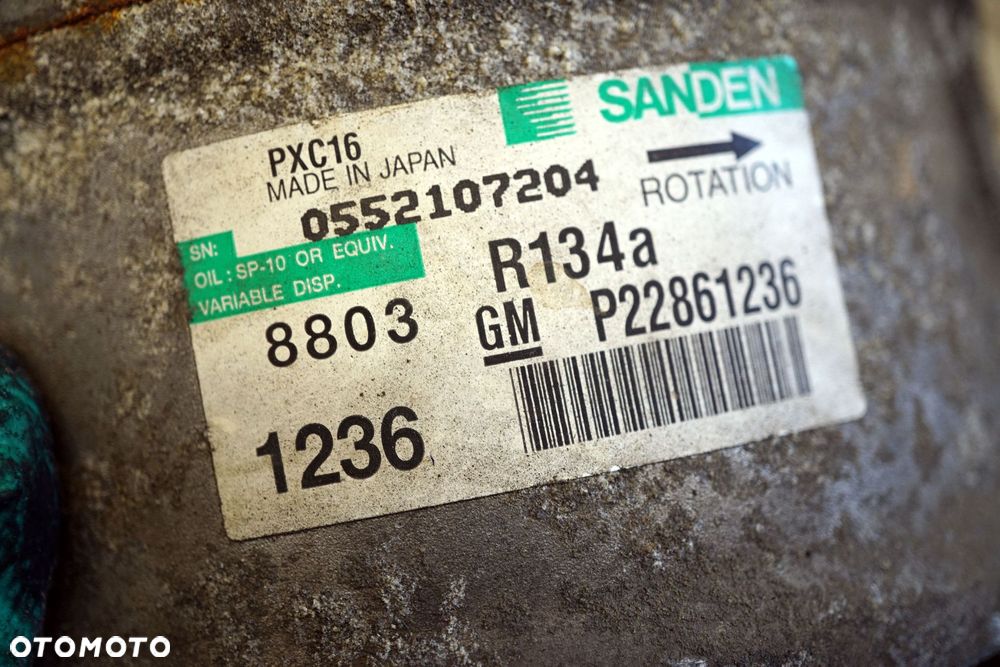 SANDEN
PXC16
MADE IN JAPAN
ROTATION
0552107204
SN:
OIL : SP-10 OR EQUIV.
VARIABLE DISP.
R134a
8803
GM P22861236
1236
OTOMOTO